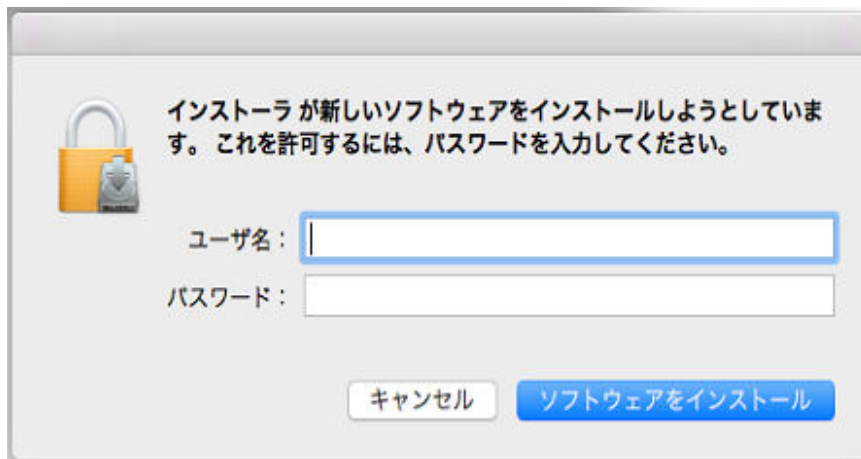 インストーラ が新しいソフトウェアをインストールしようとしていま
す。 これを許可するには、パスワードを入力してください。
ユーザ名：
パスワード：
キャンセル
ソフトウェアをインストール